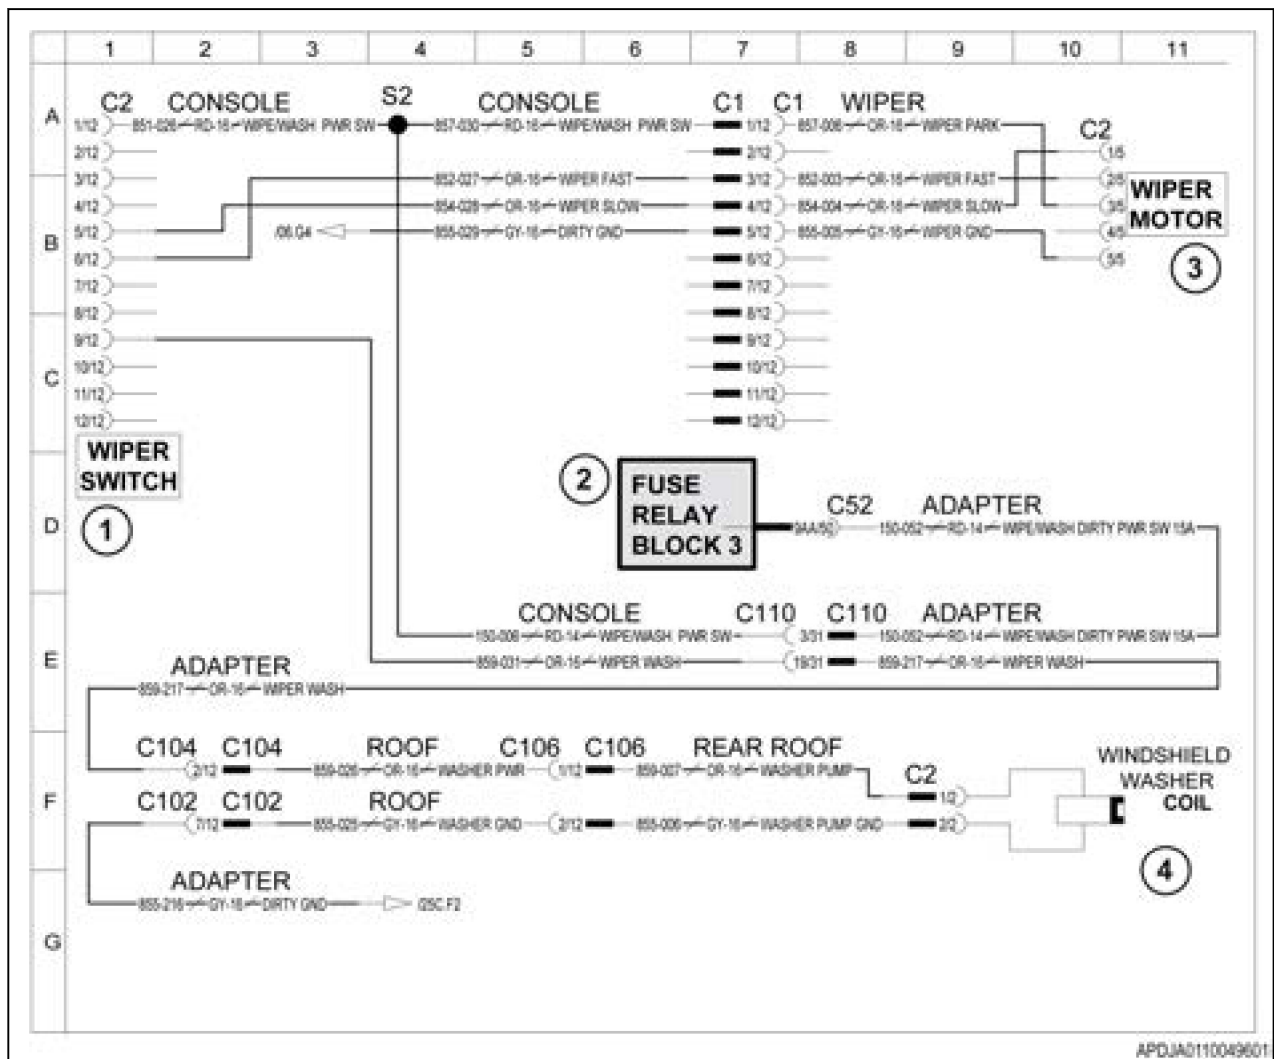 1 2 3 4 5 6 7 8 9 10 11
A
C2 CONSOLE S2 CONSOLE C1 C1 WIPER
1/12 851-026 RD-16 WIPE/WASH PWR SW 857-030 RD-16 WIPE/WASH PWR SW 1/12 857-006 OR-16 WIPER PARK C2
2/12 2/12 1/5
3/12 852-027 OR-16 WIPER FAST 3/12 852-003 OR-16 WIPER FAST 2/5
4/12 854-028 OR-16 WIPER SLOW 4/12 854-004 OR-16 WIPER SLOW 3/5
B
5/12 /06.G4 855-029 GY-16 DIRTY GND 5/12 855-005 GY-16 WIPER GND 4/5
6/12 6/12 5/5
WIPER
MOTOR
3
7/12 7/12
8/12 8/12
9/12 9/12
C
10/12 10/12
11/12 11/12
12/12 12/12
WIPER
SWITCH
1
D
2
FUSE
RELAY
BLOCK 3
C52 ADAPTER
150-052 RD-14 WIPE/WASH DIRTY PWR SW 15A
E
CONSOLE C110 C110 ADAPTER
150-006 RD-14 WIPE/WASH PWR SW 3/31 150-052 RD-14 WIPE/WASH DIRTY PWR SW 15A
859-031 OR-16 WIPER WASH 19/31 859-217 OR-16 WIPER WASH
ADAPTER
859-217 OR-16 WIPER WASH
F
C104 C104 ROOF C106 C106 REAR ROOF
2/12 859-026 OR-16 WASHER PWR 1/12 859-007 OR-16 WASHER PUMP C2
1/2
C102 C102 ROOF
7/12 855-025 GY-16 WASHER GND 2/12 855-006 GY-16 WASHER PUMP GND 2/2
WINDSHIELD
WASHER
COIL
4
G
ADAPTER
855-216 GY-16 DIRTY GND /25C.F2
APDJA0110049601